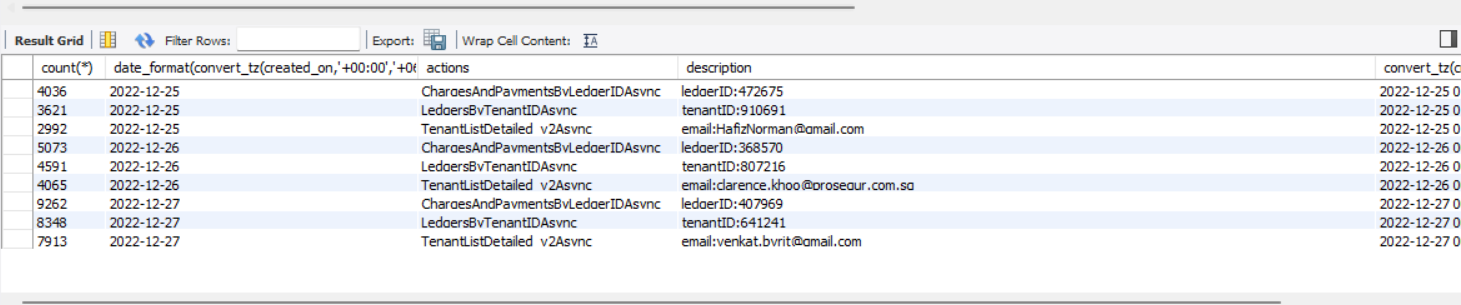 Result Grid Filter Rows: Export: Wrap Cell Content:
count(*) date_format(convert_tz(created_on,'+00:00','+0 actions description convert_tz(c
4036 2022-12-25 ChargesAndPaymentsByLedgerIDAsync ledgerID:472675 2022-12-25 0
3621 2022-12-25 LedgersByTenantIDAsync tenantID:910691 2022-12-25 0
2992 2022-12-25 TenantListDetailed_v2Async email:HafizNorman@gmail.com 2022-12-25 0
5073 2022-12-26 ChargesAndPaymentsByLedgerIDAsync ledgerID:368570 2022-12-26 0
4591 2022-12-26 LedgersByTenantIDAsync tenantID:807216 2022-12-26 0
4065 2022-12-26 TenantListDetailed_v2Async email:clarence.khoo@prosegur.com.sg 2022-12-26 0
9262 2022-12-27 ChargesAndPaymentsByLedgerIDAsync ledgerID:407969 2022-12-27 0
8348 2022-12-27 LedgersByTenantIDAsync tenantID:641241 2022-12-27 0
7913 2022-12-27 TenantListDetailed_v2Async email:venkat.byrit@gmail.com 2022-12-27 0